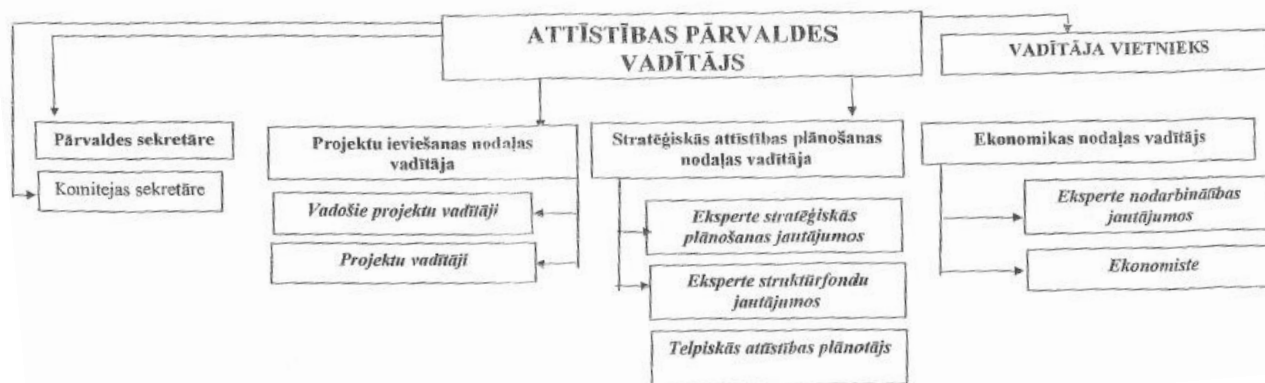 ATTĪSTĪBAS PĀRVALDES
VADĪTĀJS
VADĪTĀJA VIETNIEKS
Pārvaldes sekretāre
Komitejas sekretāre
Projektu ieviešanas nodaļas
vadītāja
Vadošie projektu vadītāji
Projektu vadītāji
Stratēģiskās attīstības plānošanas
nodaļas vadītāja
Eksperte stratēģiskās
plānošanas jautājumos
Eksperte struktūrfondu
jautājumos
Telpiskās attīstības plānotājs
Ekonomikas nodaļas vadītājs
Eksperte nodarbinātības
jautājumos
Ekonomiste